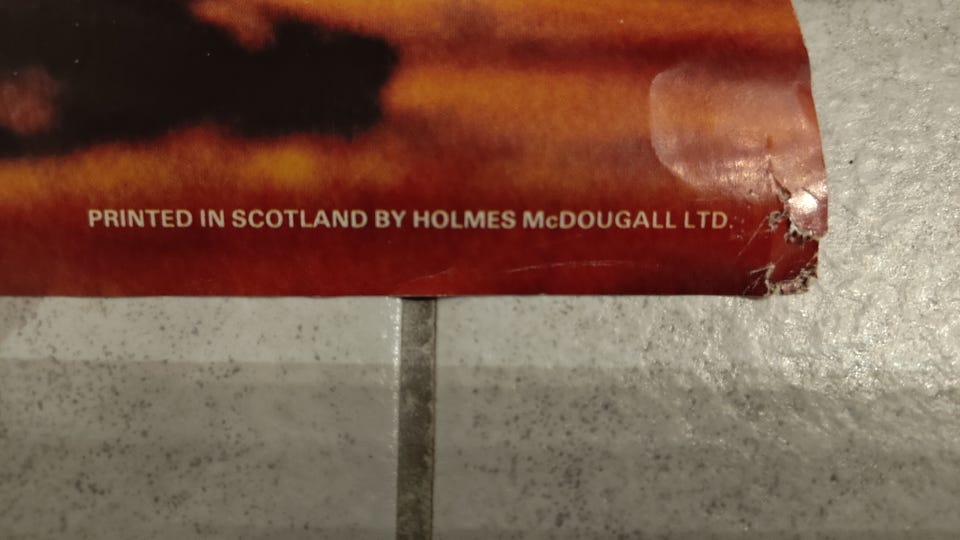 PRINTED IN SCOTLAND BY HOLMES McDOUGALL LTD.